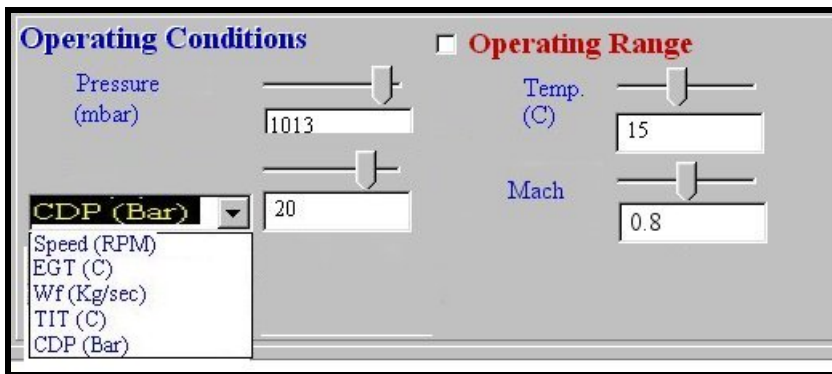 Operating Conditions
Operating Range
Pressure
(mbar)
1013
Temp.
(C)
15
CDP (Bar)
20
Mach
0.8
Speed (RPM)
EGT (C)
Wf (Kg/sec)
TIT (C)
CDP (Bar)